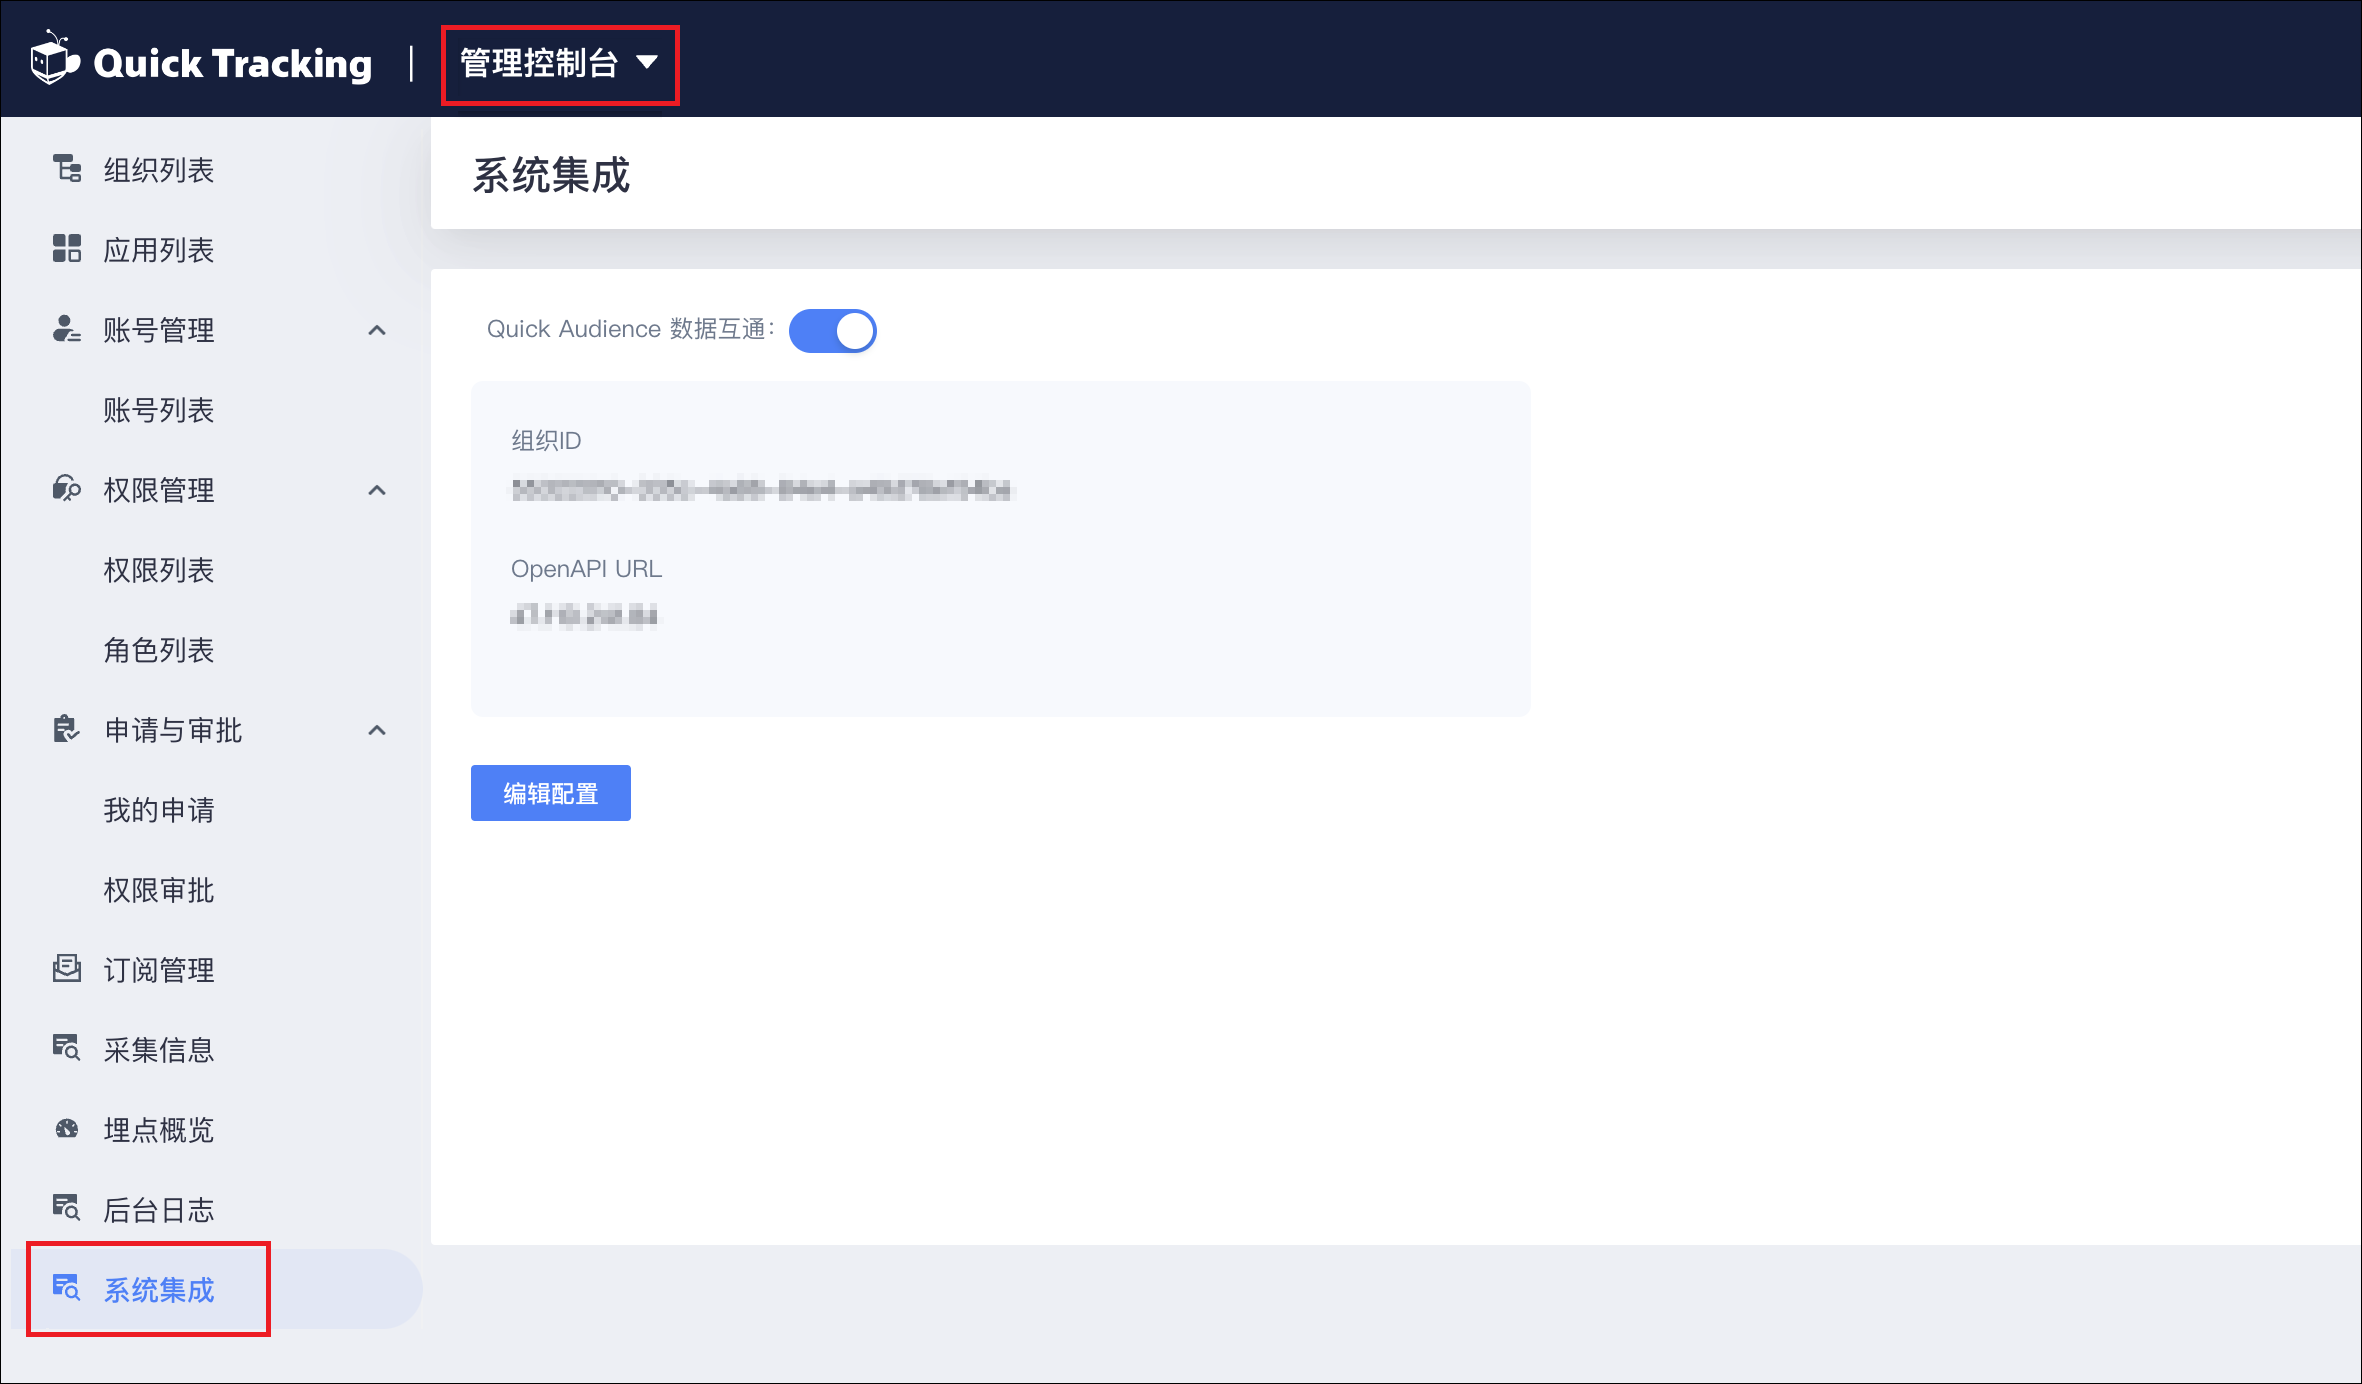 Quick Tracking
管理控制台
组织列表
应用列表
账号管理
账号列表
权限管理
权限列表
角色列表
申请与审批
我的申请
权限审批
订阅管理
采集信息
埋点概览
后台日志
系统集成
系统集成
Quick Audience 数据互通:
组织ID
OpenAPI URL
编辑配置